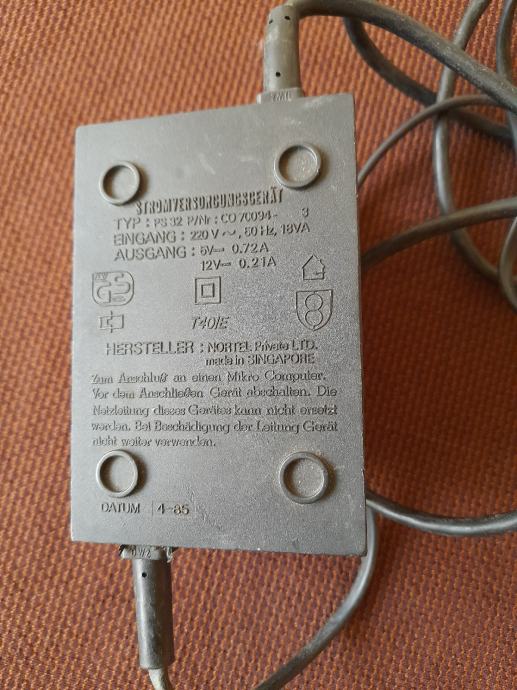 STROMVERSORGUNGSGERÄT
TYP : PS 32 P/Nr : CO 70094- 3
EINGANG : 220 V ~, 50 Hz, 18VA
AUSGANG : 5V⎓ 0.72A
12V⎓ 0.21A
GS
T40/E
HERSTELLER : NORTEL Private LTD.
made in SINGAPORE
Zum Anschluß an einen Mikro Computer.
Vor dem Anschließen Gerät abschalten. Die
Netzleitung dieses Gerätes kann nicht ersetzt
werden. Bei Beschädigung der Leitung Gerät
nicht weiter verwenden.
DATUM 4-85